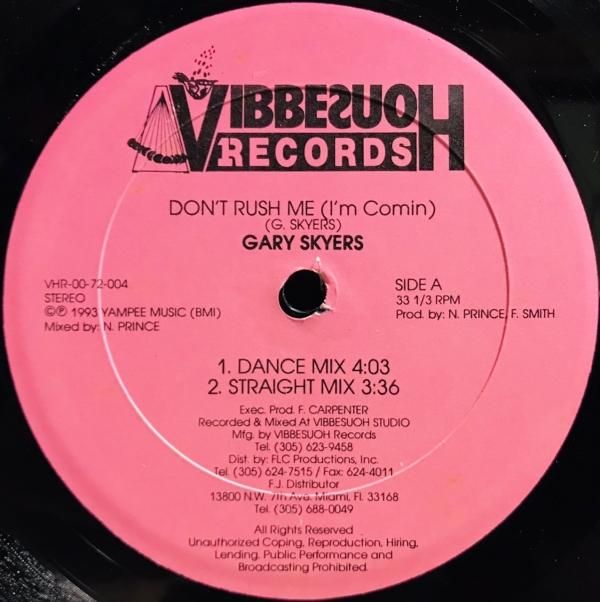 VIBBESUOH
RECORDS
DON'T RUSH ME (I'm Comin)
(G. SKYERS)
GARY SKYERS
VHR-00-72-004
STEREO
©℗ 1993 YAMPEE MUSIC (BMI)
Mixed by: N. PRINCE
SIDE A
33 1/3 RPM
Prod. by: N. PRINCE, F. SMITH
1. DANCE MIX 4:03
2. STRAIGHT MIX 3:36
Exec. Prod. F. CARPENTER
Recorded & Mixed At VIBBESUOH STUDIO
Mfg. by VIBBESUOH Records
Tel. (305) 623-9458
Dist. by: FLC Productions, Inc.
Tel. (305) 624-7515 / Fax: 624-4011
F.J. Distributor
13800 N.W. 7th Ave. Miami, Fl. 33168
Tel. (305) 688-0049
All Rights Reserved
Unauthorized Coping, Reproduction, Hiring,
Lending, Public Performance and
Broadcasting Prohibited.